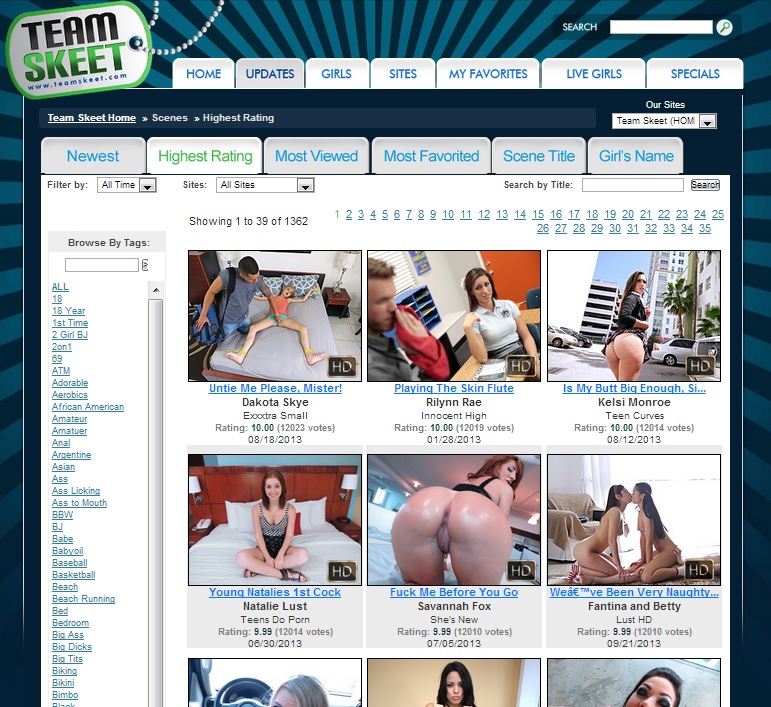 TEAM
SKEET
www.teamskeet.com
SEARCH
HOME UPDATES GIRLS SITES MY FAVORITES LIVE GIRLS SPECIALS
Our Sites
Team Skeet Home » Scenes » Highest Rating
Team Skeet (HOM
Newest Highest Rating Most Viewed Most Favorited Scene Title Girl's Name
Filter by: All Time Sites: All Sites Search by Title: Search
Showing 1 to 39 of 1362
1 2 3 4 5 6 7 8 9 10 11 12 13 14 15 16 17 18 19 20 21 22 23 24 25
26 27 28 29 30 31 32 33 34 35
Browse By Tags:
ALL
18
18 Year
1st Time
2 Girl BJ
2on1
69
ATM
Adorable
Aerobics
African American
Amateur
Amatuer
Anal
Argentine
Asian
Ass
Ass Licking
Ass to Mouth
BBW
BJ
Babe
Babyoil
Baseball
Basketball
Beach
Beach Running
Bed
Bedroom
Big Ass
Big Dicks
Big Tits
Biking
Bikini
Bimbo
Black
HD
Untie Me Please, Mister!
Dakota Skye
Exxxtra Small
Rating: 10.00 (12023 votes)
08/18/2013
HD
Playing The Skin Flute
Rilynn Rae
Innocent High
Rating: 10.00 (12019 votes)
01/28/2013
HD
Is My Butt Big Enough, Si...
Kelsi Monroe
Teen Curves
Rating: 10.00 (12014 votes)
08/12/2013
HD
Young Natalies 1st Cock
Natalie Lust
Teens Do Porn
Rating: 9.99 (12014 votes)
06/30/2013
HD
Fuck Me Before You Go
Savannah Fox
She's New
Rating: 9.99 (12010 votes)
07/05/2013
HD
Weâ€™ve Been Very Naughty...
Fantina and Betty
Lust HD
Rating: 9.99 (12010 votes)
09/21/2013